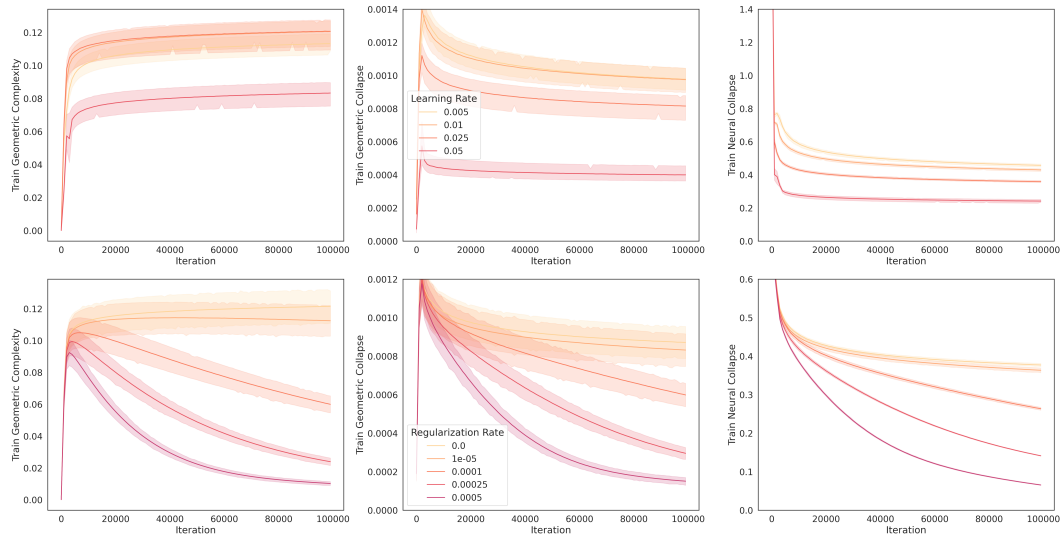 Train Geometric Complexity
0.12
0.10
0.08
0.06
0.04
0.02
0.00
0 20000 40000 60000 80000 100000
Iteration
Train Geometric Collapse
0.0014
0.0012
0.0010
0.0008
0.0006
0.0004
0.0002
0.0000
Learning Rate
0.005
0.01
0.025
0.05
0 20000 40000 60000 80000 100000
Iteration
Train Neural Collapse
1.4
1.2
1.0
0.8
0.6
0.4
0.2
0.0
0 20000 40000 60000 80000 100000
Iteration
Train Geometric Complexity
0.12
0.10
0.08
0.06
0.04
0.02
0.00
0 20000 40000 60000 80000 100000
Iteration
Train Geometric Collapse
0.0012
0.0010
0.0008
0.0006
0.0004
0.0002
0.0000
Regularization Rate
0.0
1e-05
0.0001
0.00025
0.0005
0 20000 40000 60000 80000 100000
Iteration
Train Neural Collapse
0.6
0.5
0.4
0.3
0.2
0.1
0.0
0 20000 40000 60000 80000 100000
Iteration